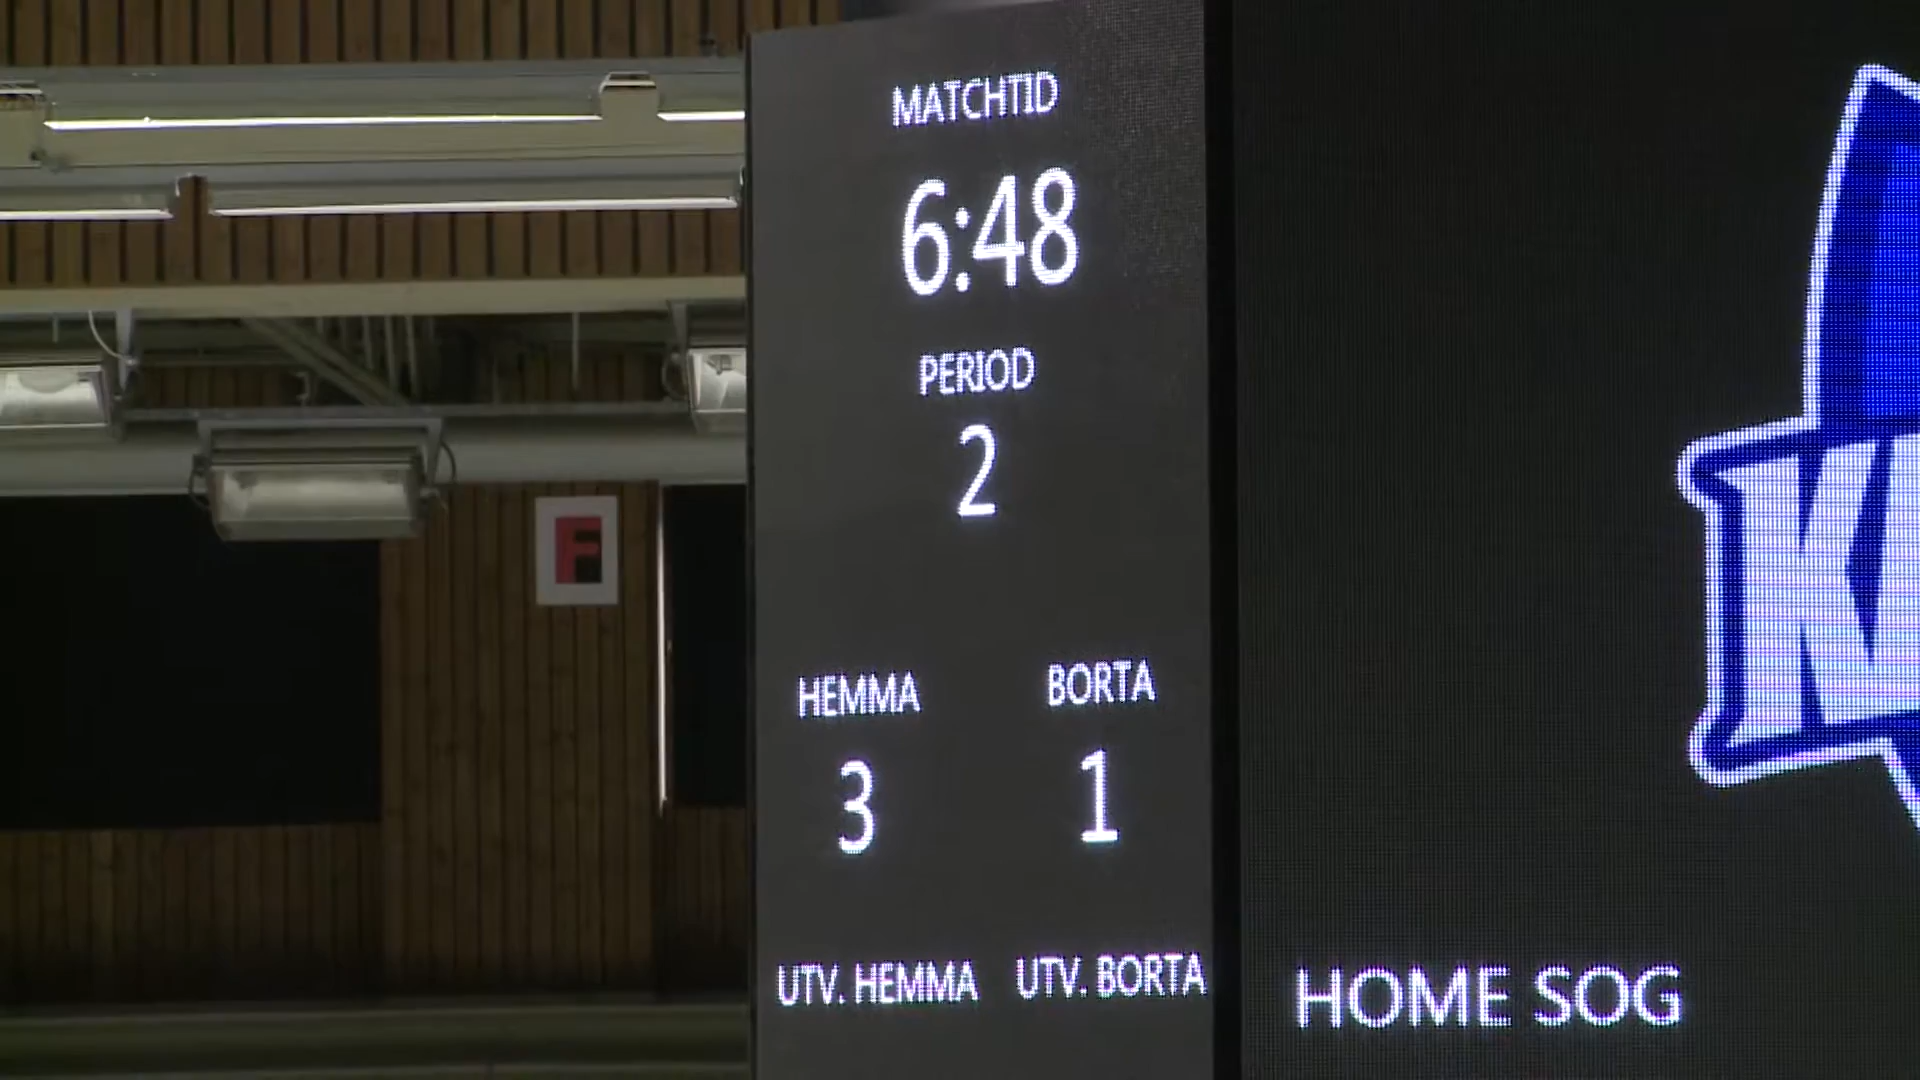 MATCHTID
6:48
PERIOD
2
HEMMA BORTA
3 1
UTV. HEMMA UTV. BORTA
HOME SOG
F